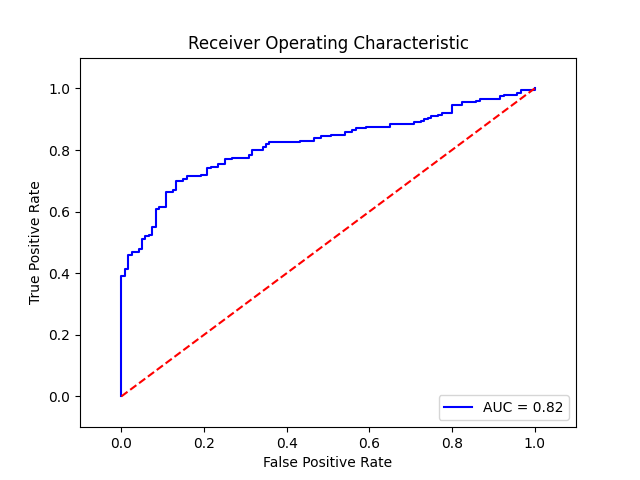 Receiver Operating Characteristic
True Positive Rate
1.0
0.8
0.6
0.4
0.2
0.0
AUC = 0.82
0.0 0.2 0.4 0.6 0.8 1.0
False Positive Rate